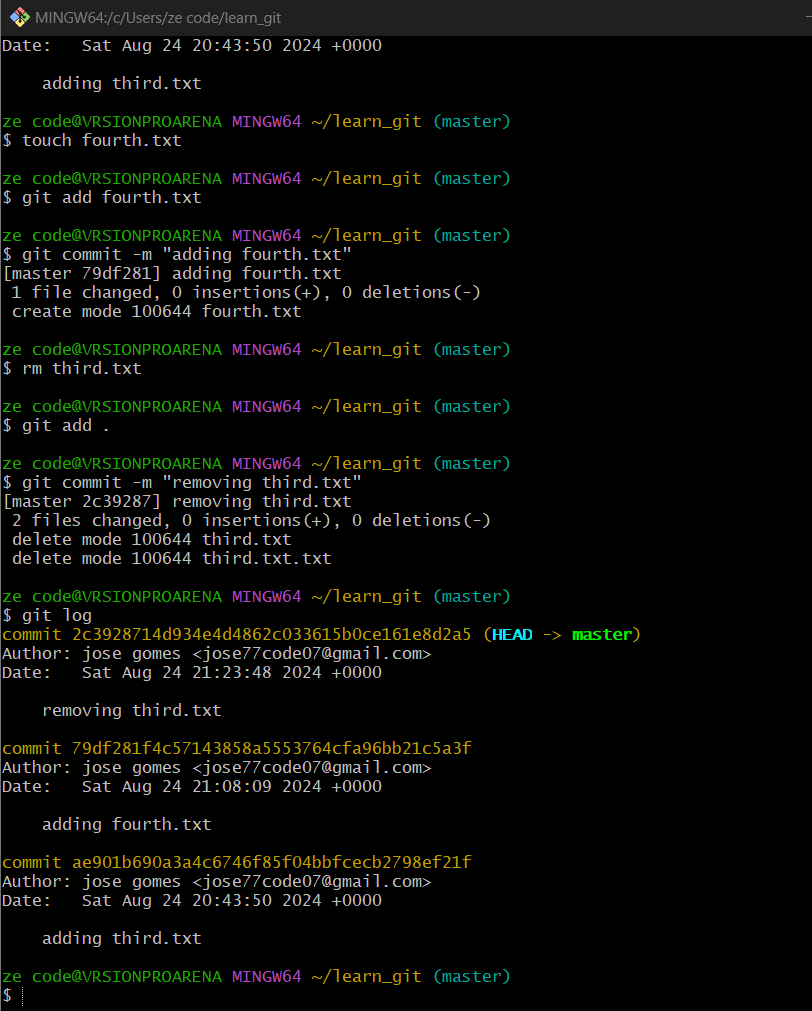 MINGW64:/c/Users/ze code/learn_git
Date:   Sat Aug 24 20:43:50 2024 +0000
    adding third.txt
ze code@VRSIONPROARENA MINGW64 ~/learn_git (master)
$ touch fourth.txt
ze code@VRSIONPROARENA MINGW64 ~/learn_git (master)
$ git add fourth.txt
ze code@VRSIONPROARENA MINGW64 ~/learn_git (master)
$ git commit -m "adding fourth.txt"
[master 79df281] adding fourth.txt
 1 file changed, 0 insertions(+), 0 deletions(-)
 create mode 100644 fourth.txt
ze code@VRSIONPROARENA MINGW64 ~/learn_git (master)
$ rm third.txt
ze code@VRSIONPROARENA MINGW64 ~/learn_git (master)
$ git add .
ze code@VRSIONPROARENA MINGW64 ~/learn_git (master)
$ git commit -m "removing third.txt"
[master 2c39287] removing third.txt
 2 files changed, 0 insertions(+), 0 deletions(-)
 delete mode 100644 third.txt
 delete mode 100644 third.txt.txt
ze code@VRSIONPROARENA MINGW64 ~/learn_git (master)
$ git log
commit 2c3928714d934e4d4862c033615b0ce161e8d2a5 (HEAD -> master)
Author: jose gomes <jose77code07@gmail.com>
Date:   Sat Aug 24 21:23:48 2024 +0000
    removing third.txt
commit 79df281f4c57143858a5553764cfa96bb21c5a3f
Author: jose gomes <jose77code07@gmail.com>
Date:   Sat Aug 24 21:08:09 2024 +0000
    adding fourth.txt
commit ae901b690a3a4c6746f85f04bbfcecb2798ef21f
Author: jose gomes <jose77code07@gmail.com>
Date:   Sat Aug 24 20:43:50 2024 +0000
    adding third.txt
ze code@VRSIONPROARENA MINGW64 ~/learn_git (master)
$